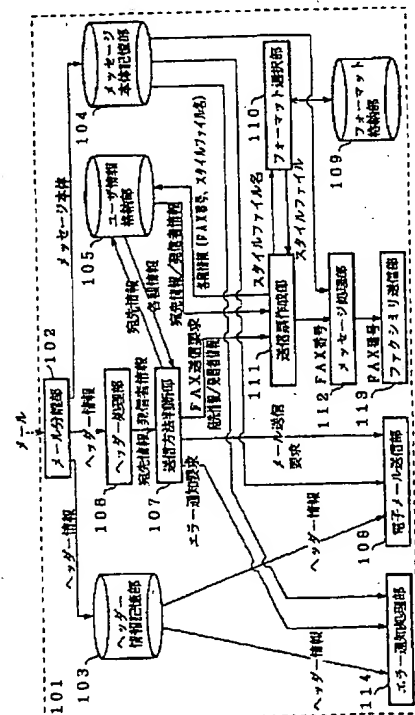 メール
101
102
メール分離部
ヘッダー情報
メッセージ本体
ヘッダー情報
103
ヘッダー
情報記憶部
108
ヘッダー処理部
宛先情報/発信者情報
105
ユーザ情報
格納部
宛先情報
各種情報
104
メッセージ
本体記憶部
107
送信方法判断部
エラー通知要求
FAX送信要求
宛先情報/発信者情報
宛先情報/発信者情報
各種情報(FAX番号、スタイルファイル名)
メール送信
要求
111
送信票作成部
スタイルファイル名
スタイルファイル
110
フォーマット選択部
109
フォーマット
格納部
FAX番号
112
メッセージ処理部
FAX番号
113
ファクシミリ送信部
ヘッダー情報
108
電子メール送信部
ヘッダー情報
114
エラー通知処理部